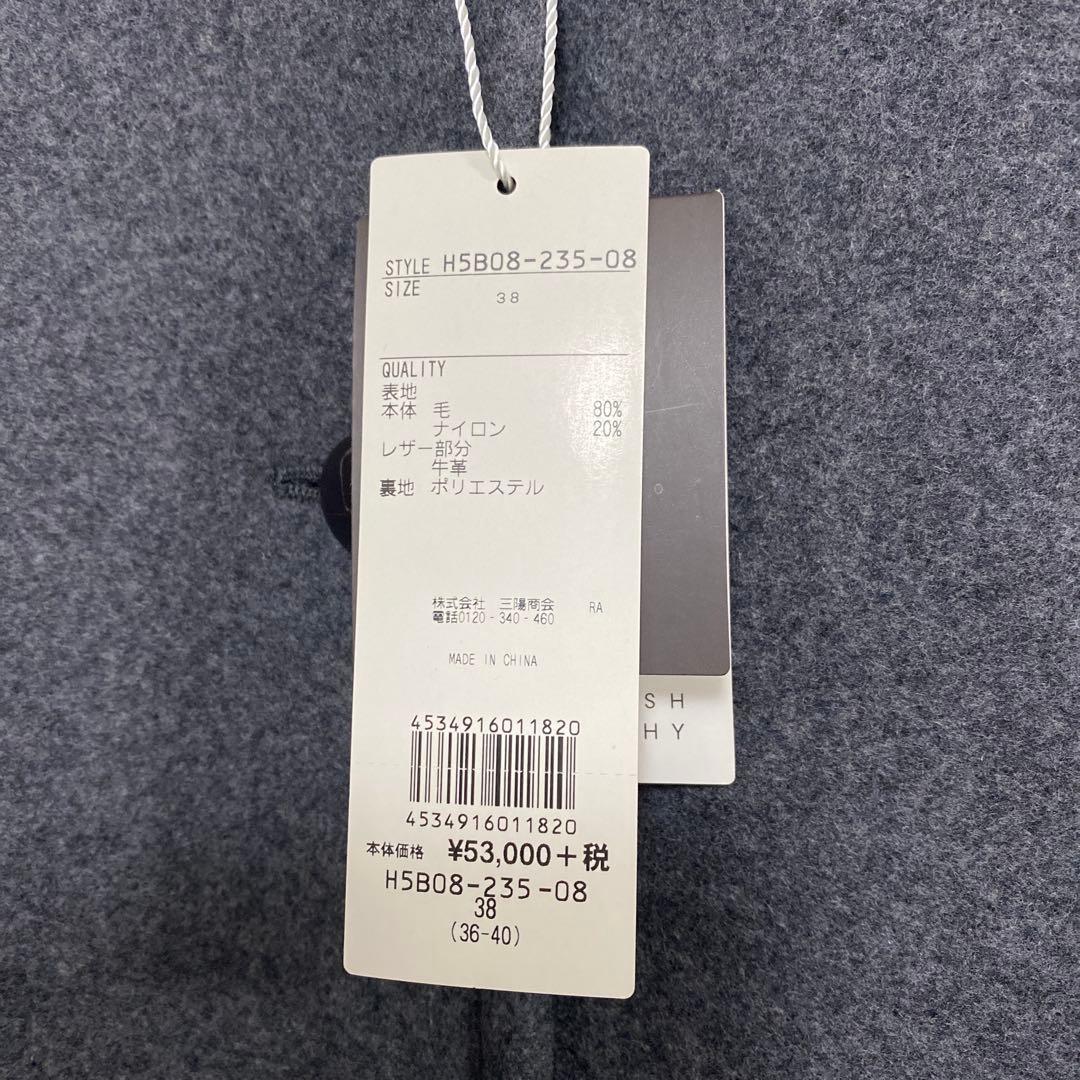 STYLE H5B08-235-08
SIZE 38
QUALITY
表地
本体 毛 80%
ナイロン 20%
レザー部分
牛革
裏地 ポリエステル
株式会社 三陽商会 RA
電話0120-340-460
MADE IN CHINA
4534916011820
4534916011820
本体価格 ¥53,000+税
H5B08-235-08
38
(36-40)
SH
HY